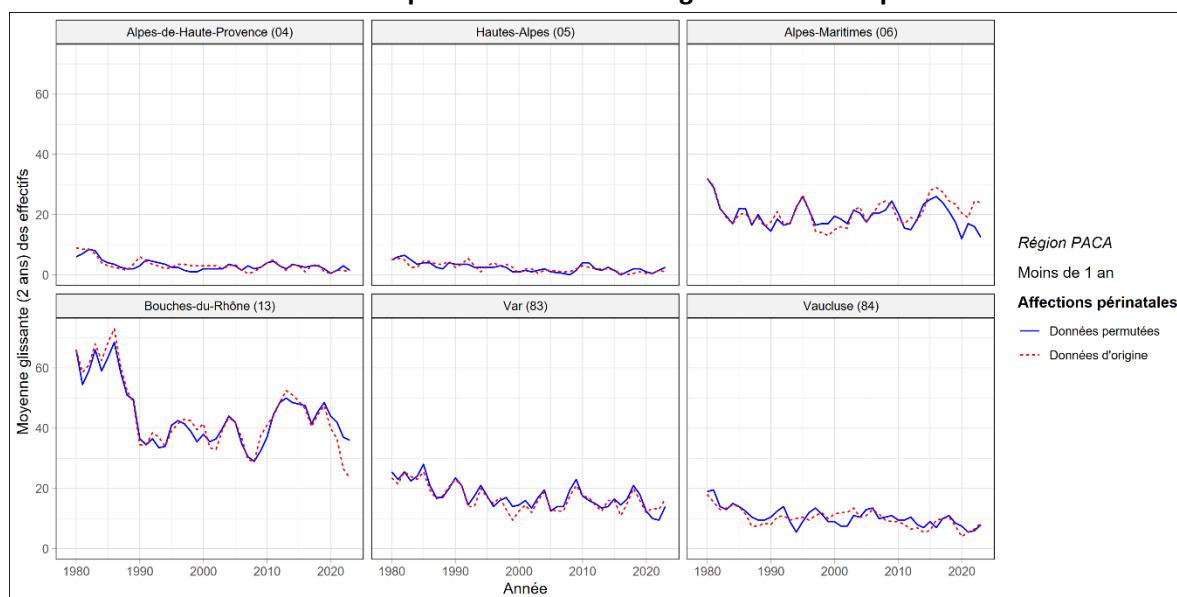 Alpes-de-Haute-Provence (04)
Hautes-Alpes (05)
Alpes-Maritimes (06)
60
40
20
0
Bouches-du-Rhône (13)
Var (83)
Vaucluse (84)
60
40
20
0
1980
1990
2000
2010
2020
1980
1990
2000
2010
2020
1980
1990
2000
2010
2020
Année
Moyenne glissante (2 ans) des effectifs
Région PACA
Moins de 1 an
Affections périnatales
Données permutées
Données d'origine